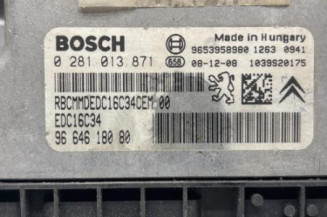 BOSCH
Made in Hungary
9653958980 1263 0941
0 281 013 871 G58 08-12-08 1039S20175
RBCMMDEDC16C34CEM 00
EDC16C34
96 646 180 80